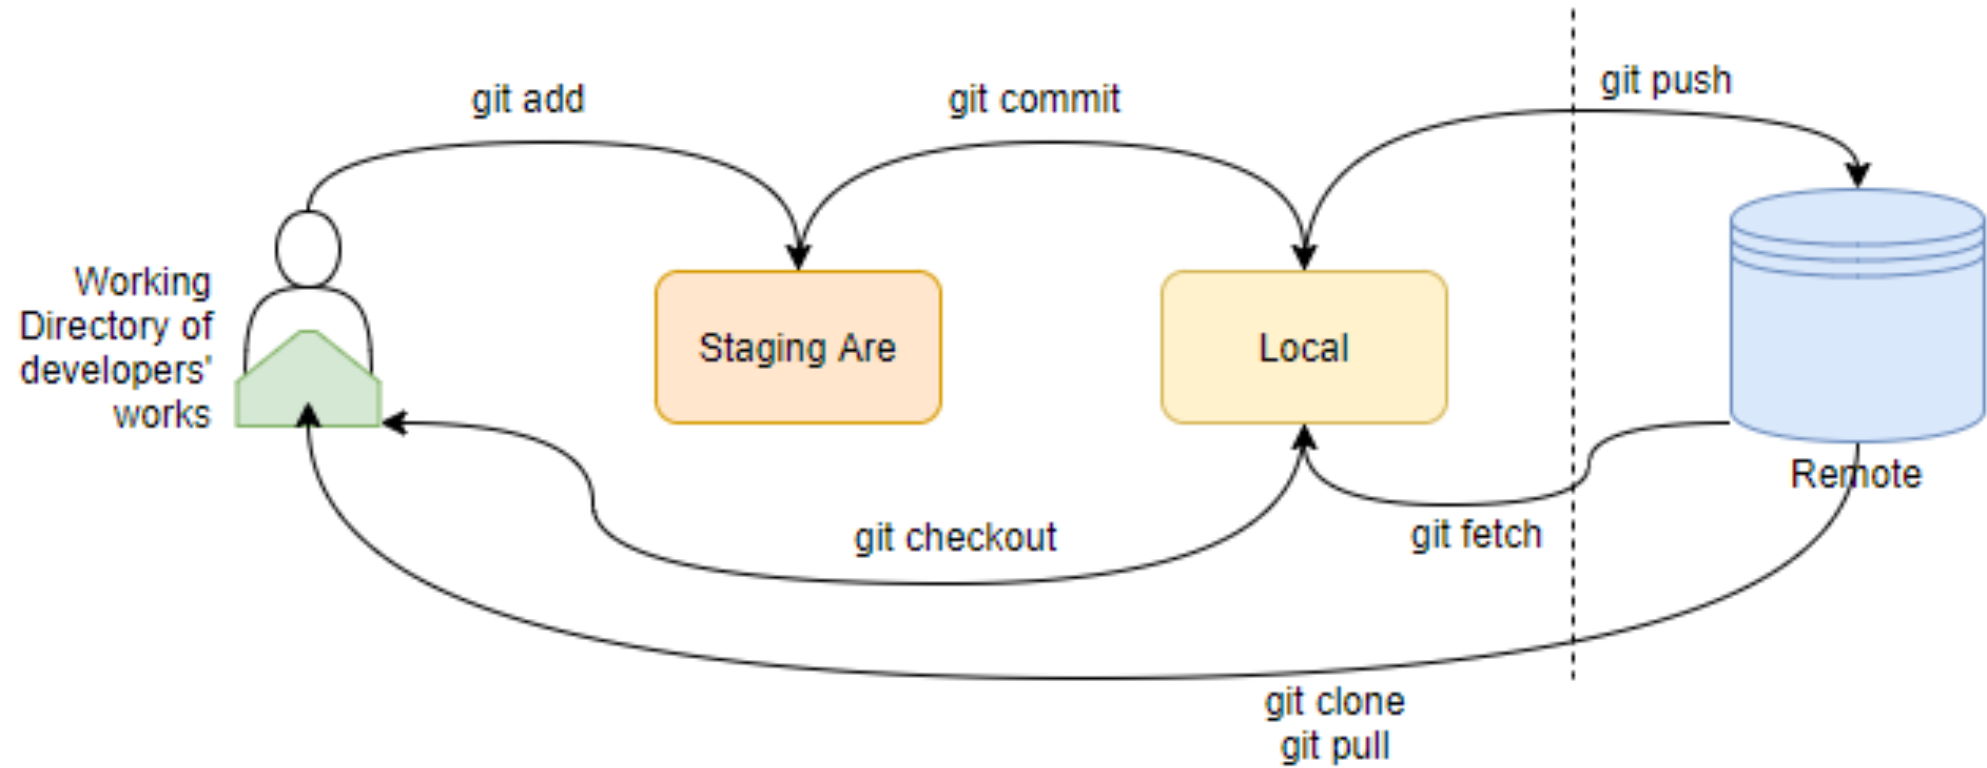 git push
git add
git commit
Working
Directory of
developers'
works
Staging Are
Local
Remote
git checkout
git fetch
git clone
git pull